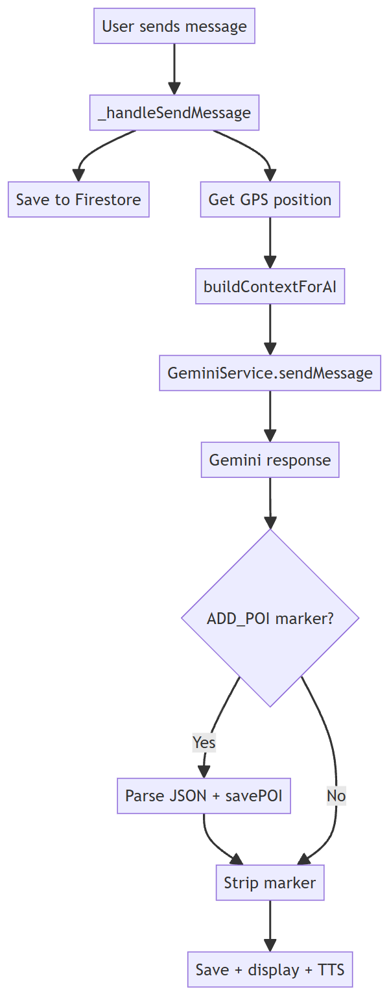 User sends message
_handleSendMessage
Save to Firestore
Get GPS position
buildContextForAI
GeminiService.sendMessage
Gemini response
ADD_POI marker?
Yes
Parse JSON + savePOI
No
Strip marker
Save + display + TTS